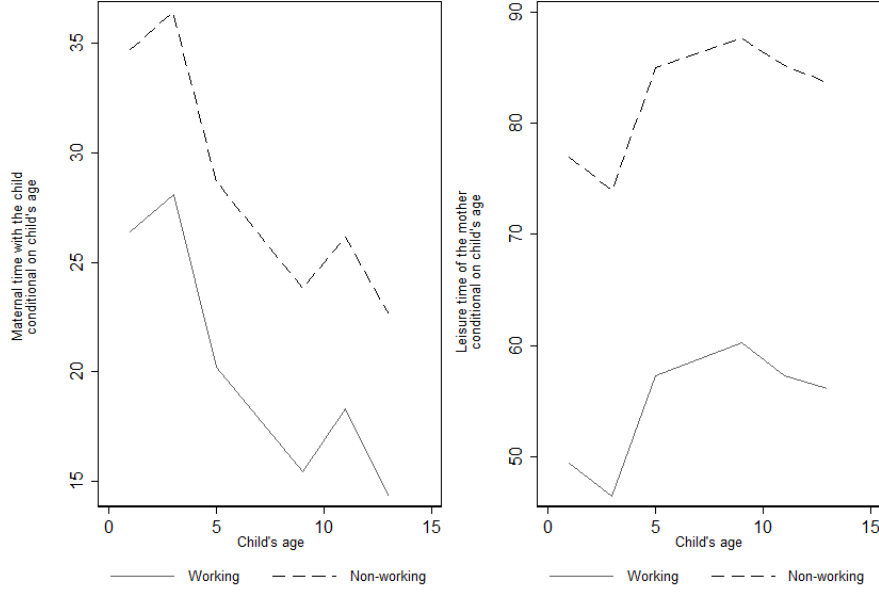 Maternal time with the child
conditional on child's age
35
30
25
20
15
0 5 10 15
Child's age
Working Non-working
Leisure time of the mother
conditional on child's age
90
80
70
60
50
0 5 10 15
Child's age
Working Non-working